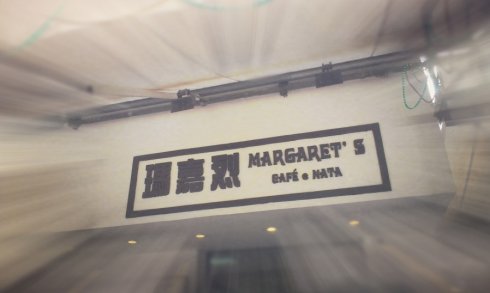 瑪嘉烈 MARGARET'S
CAFÉ e NATA